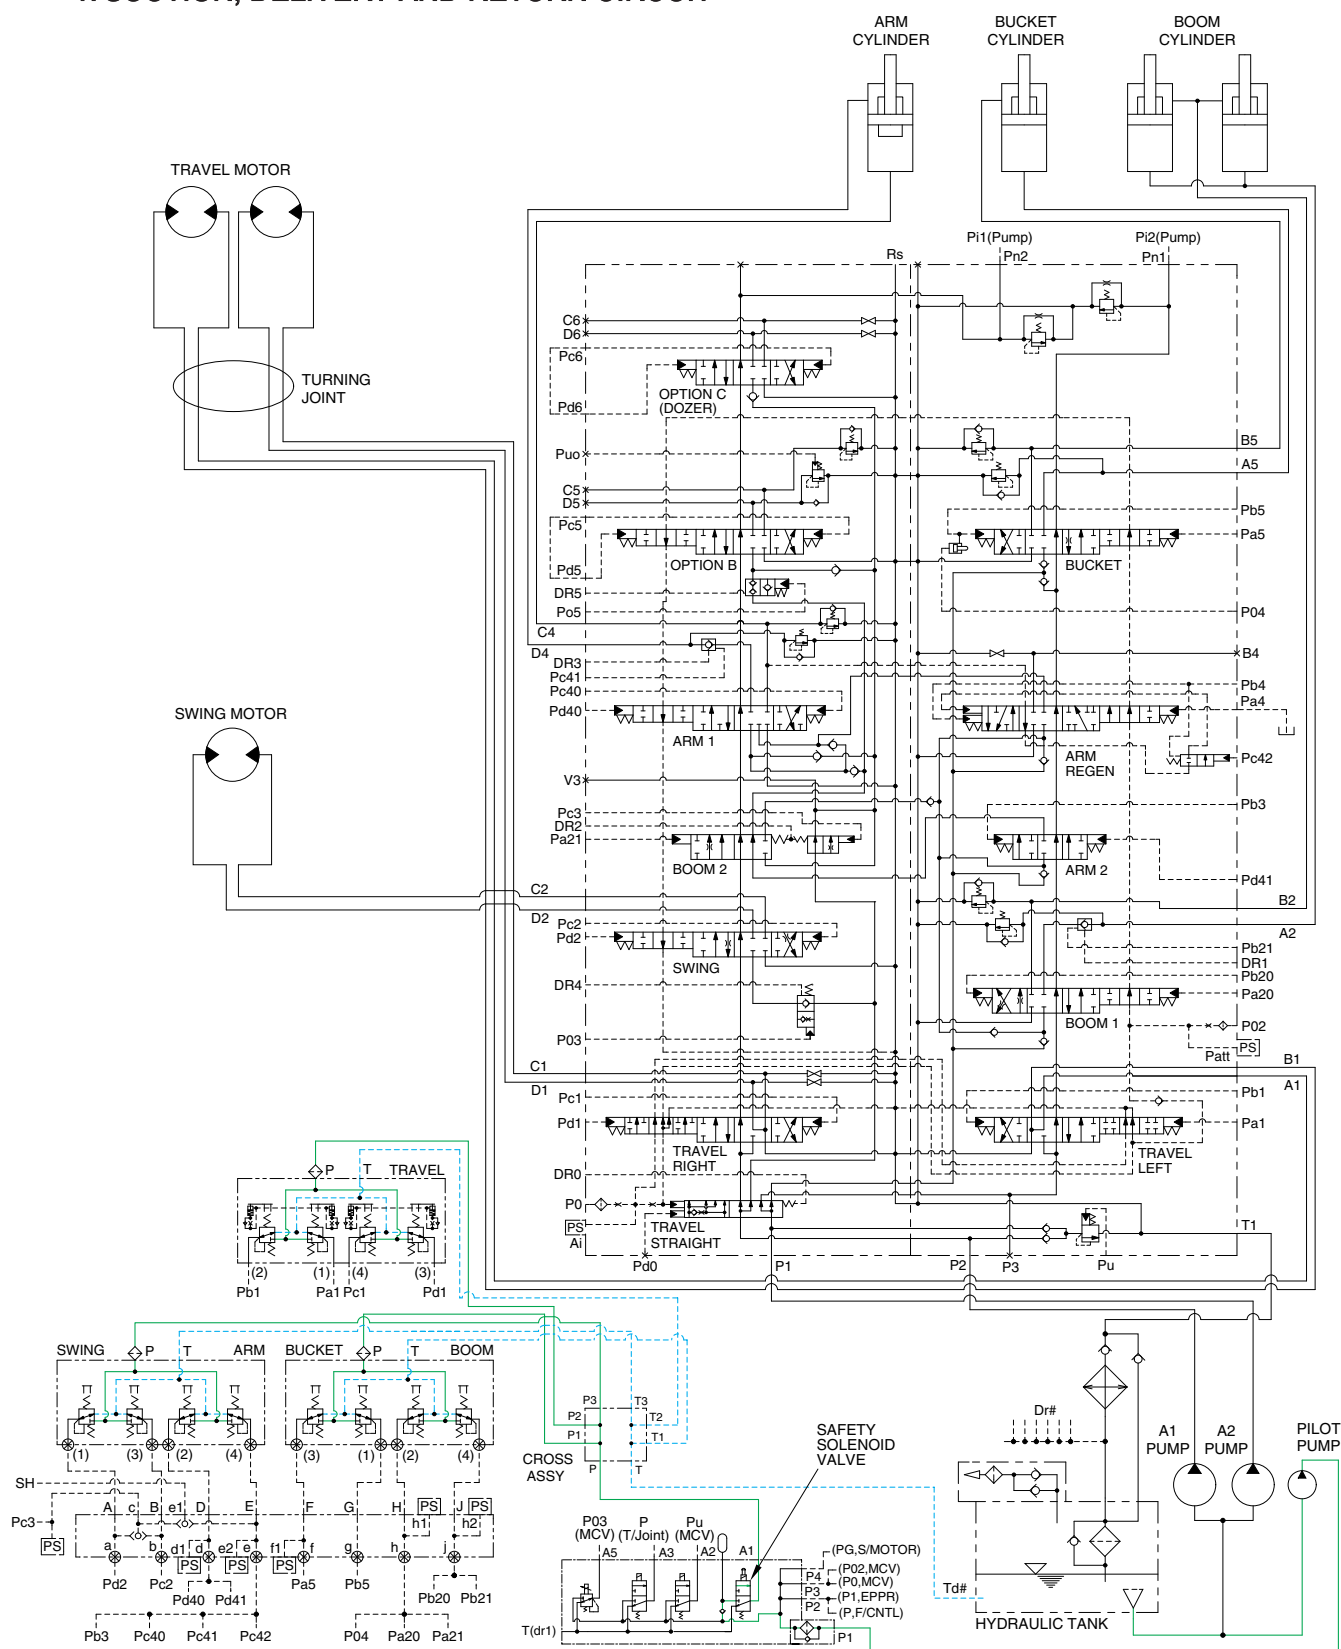 ARM
CYLINDER
BUCKET
CYLINDER
BOOM
CYLINDER
TRAVEL MOTOR
TURNING
JOINT
SWING MOTOR
Pi1(Pump)
Pn2
Pi2(Pump)
Pn1
Rs
C6
D6
Pc6
Pd6
OPTION C
(DOZER)
Puo
C5
D5
Pc5
Pd5
OPTION B
DR5
Po5
C4
D4
DR3
Pc41
Pc40
Pd40
ARM 1
V3
Pc3
DR2
Pa21
BOOM 2
C2
D2
Pc2
Pd2
SWING
DR4
P03
C1
D1
Pc1
Pd1
TRAVEL
RIGHT
DR0
P0
PS
Ai
TRAVEL
STRAIGHT
Pd0
P1
P2
P3
Pu
T1
B5
A5
Pb5
Pa5
BUCKET
P04
B4
Pb4
Pa4
ARM
REGEN
Pc42
Pb3
ARM 2
Pd41
B2
A2
Pb21
DR1
Pb20
Pa20
BOOM 1
P02
PS
Patt
B1
A1
Pb1
Pa1
TRAVEL
LEFT
P T TRAVEL
(2) (1) (4) (3)
Pb1 Pa1 Pc1 Pd1
SWING P T ARM
BUCKET P T BOOM
(1) (3) (2) (4)
(3) (1) (2) (4)
SH
Pc3
PS
A c B e1 D E F G H PS J PS
h1 h2
a b d1 d e2 e f1 f g h j
PS PS PS
Pd2 Pc2 Pd40 Pd41 Pa5 Pb5 Pb20 Pb21
Pb3 Pc40 Pc41 Pc42 P04 Pa20 Pa21
P3 T3
P2 T2
P1 T1
P T
CROSS
ASSY
SAFETY
SOLENOID
VALVE
P03
(MCV)
P
(T/Joint)
Pu
(MCV)
A5 A3 A2 A1
(PG,S/MOTOR)
P4 (P02,MCV)
(P0,MCV)
P3 (P1,EPPR)
P2 (P,F/CNTL)
T(dr1)
P1
Dr#
A1
PUMP
A2
PUMP
PILOT
PUMP
Td#
HYDRAULIC TANK